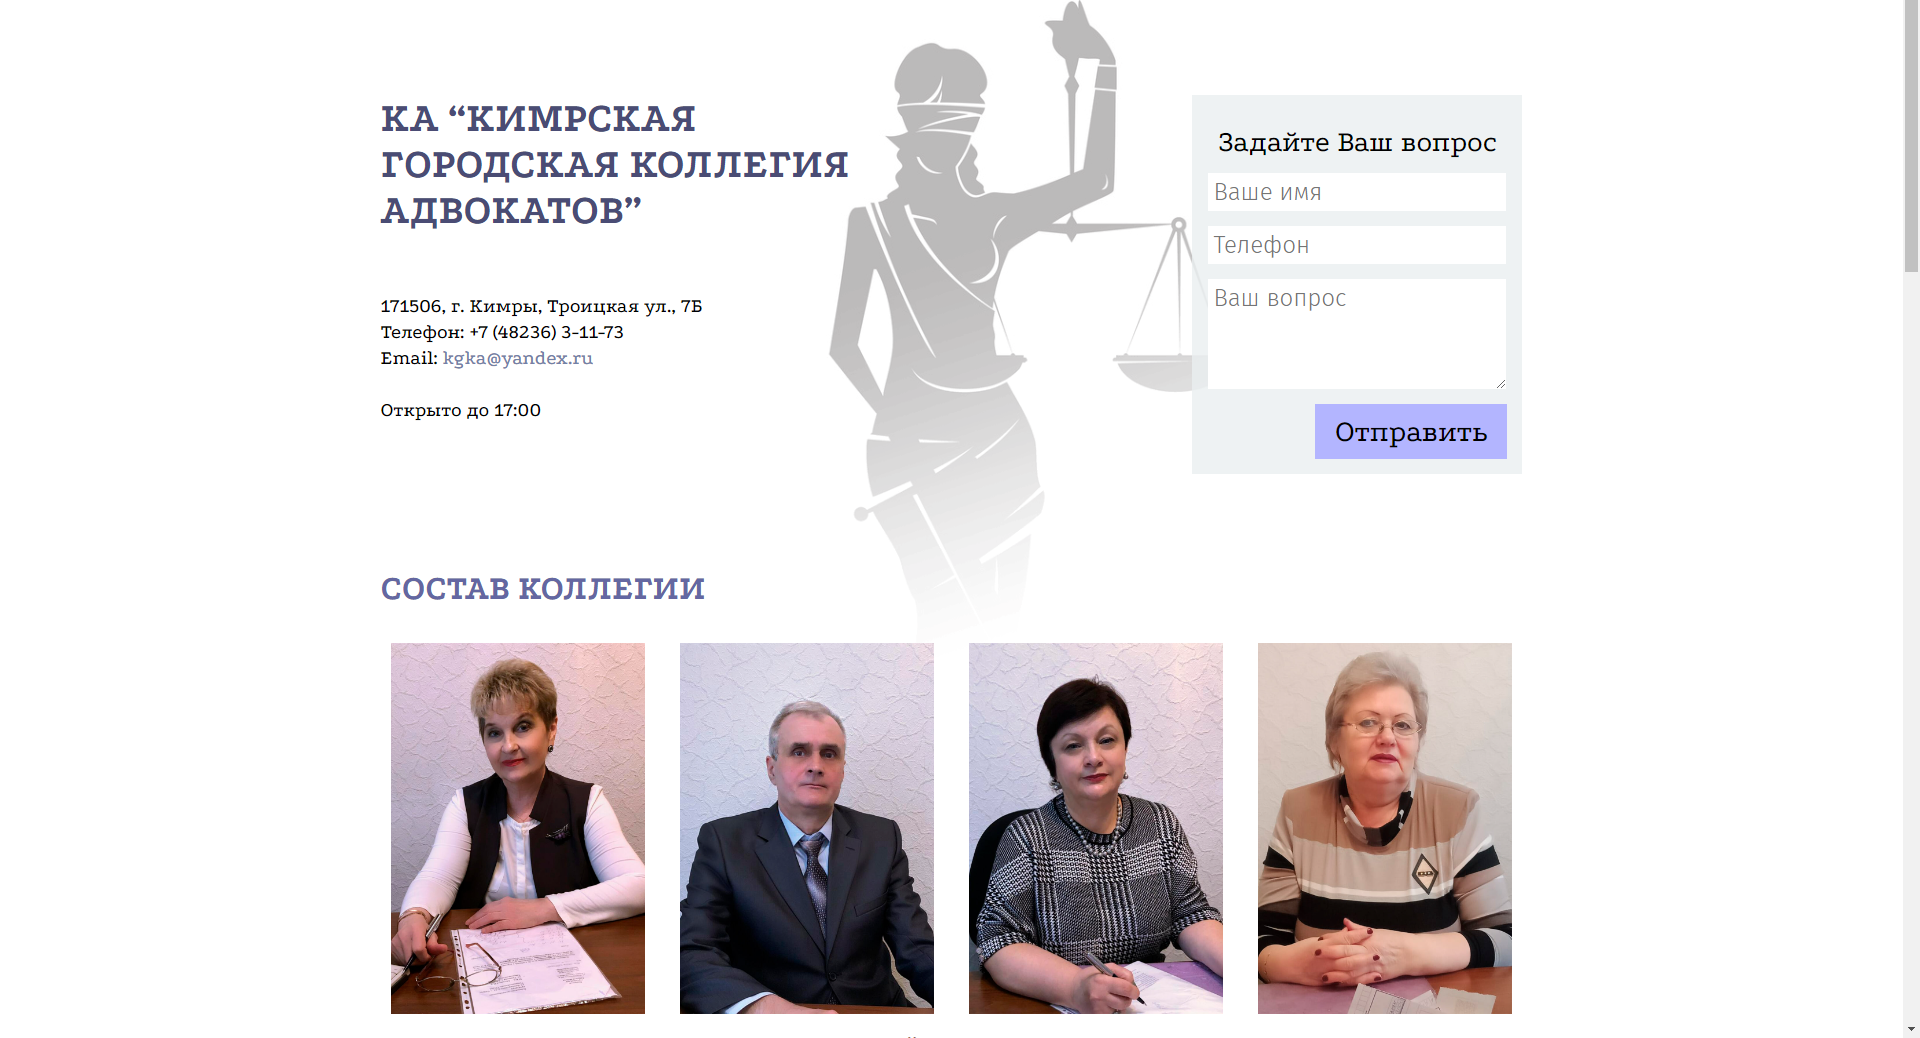 КА “КИМРСКАЯ
ГОРОДСКАЯ КОЛЛЕГИЯ
АДВОКАТОВ”
171506, г. Кимры, Троицкая ул., 7Б
Телефон: +7 (48236) 3-11-73
Email: kgka@yandex.ru
Открыто до 17:00
Задайте Ваш вопрос
Ваше имя
Телефон
Ваш вопрос
Отправить
СОСТАВ КОЛЛЕГИИ